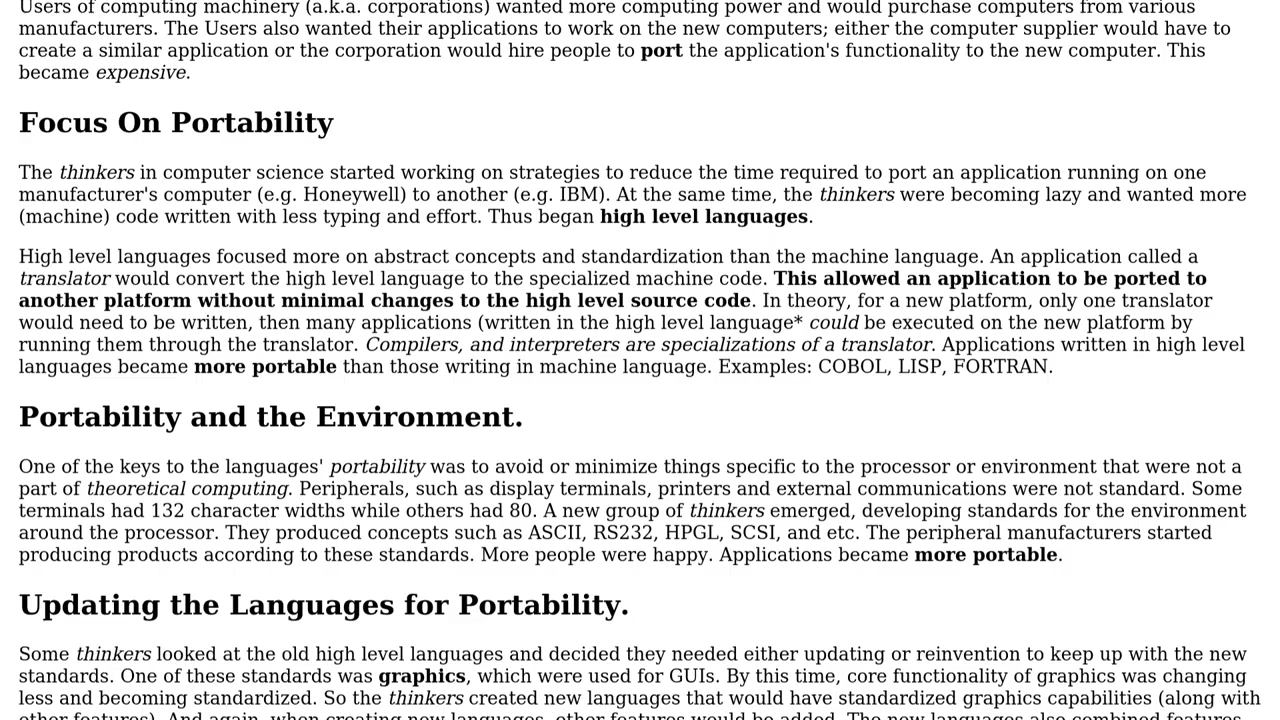 Users of computing machinery (a.k.a. corporations) wanted more computing power and would purchase computers from various
manufacturers. The Users also wanted their applications to work on the new computers; either the computer supplier would have to
create a similar application or the corporation would hire people to port the application's functionality to the new computer. This
became expensive.
Focus On Portability
The thinkers in computer science started working on strategies to reduce the time required to port an application running on one
manufacturer's computer (e.g. Honeywell) to another (e.g. IBM). At the same time, the thinkers were becoming lazy and wanted more
(machine) code written with less typing and effort. Thus began high level languages.
High level languages focused more on abstract concepts and standardization than the machine language. An application called a
translator would convert the high level language to the specialized machine code. This allowed an application to be ported to
another platform without minimal changes to the high level source code. In theory, for a new platform, only one translator
would need to be written, then many applications (written in the high level language* could be executed on the new platform by
running them through the translator. Compilers, and interpreters are specializations of a translator. Applications written in high level
languages became more portable than those writing in machine language. Examples: COBOL, LISP, FORTRAN.
Portability and the Environment.
One of the keys to the languages' portability was to avoid or minimize things specific to the processor or environment that were not a
part of theoretical computing. Peripherals, such as display terminals, printers and external communications were not standard. Some
terminals had 132 character widths while others had 80. A new group of thinkers emerged, developing standards for the environment
around the processor. They produced concepts such as ASCII, RS232, HPGL, SCSI, and etc. The peripheral manufacturers started
producing products according to these standards. More people were happy. Applications became more portable.
Updating the Languages for Portability.
Some thinkers looked at the old high level languages and decided they needed either updating or reinvention to keep up with the new
standards. One of these standards was graphics, which were used for GUIs. By this time, core functionality of graphics was changing
less and becoming standardized. So the thinkers created new languages that would have standardized graphics capabilities (along with
other features). And again, when creating new languages, other features would be added. The new languages also combined features